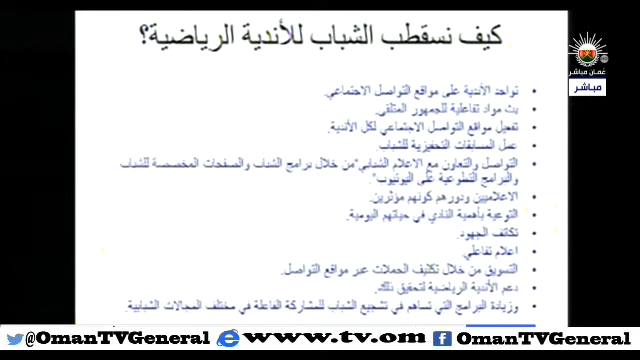 كيف نسقطب الشباب للأندية الرياضية؟
عُمان مباشر
مباشر
• تواجد الأندية على مواقع التواصل الاجتماعي.
• بث مواد تفاعلية للجمهور المتلقي.
• تفعيل مواقع التواصل الاجتماعي لكل الأندية.
• عمل المسابقات التحفيزية للشباب.
• التواصل والتعاون مع الاعلام الشبابي "من خلال برامج الشباب والصفحات المخصصة للشباب
والبرامج التطوعية على اليوتيوب".
• الاعلاميين ودورهم كونهم مؤثرين.
• التوعية بأهمية النادي في حياتهم اليومية.
• تكاتف الجهود.
• اعلام تفاعلي.
• التسويق من خلال تكثيف الحملات عبر مواقع التواصل.
• دعم الأندية الرياضية لتحقيق ذلك.
• وزيادة البرامج التي تساهم في تشجيع الشباب للمشاركة الفاعلة في مختلف المجالات الشبابية.
@OmanTVGeneral www.tv.om OmanTVGeneral